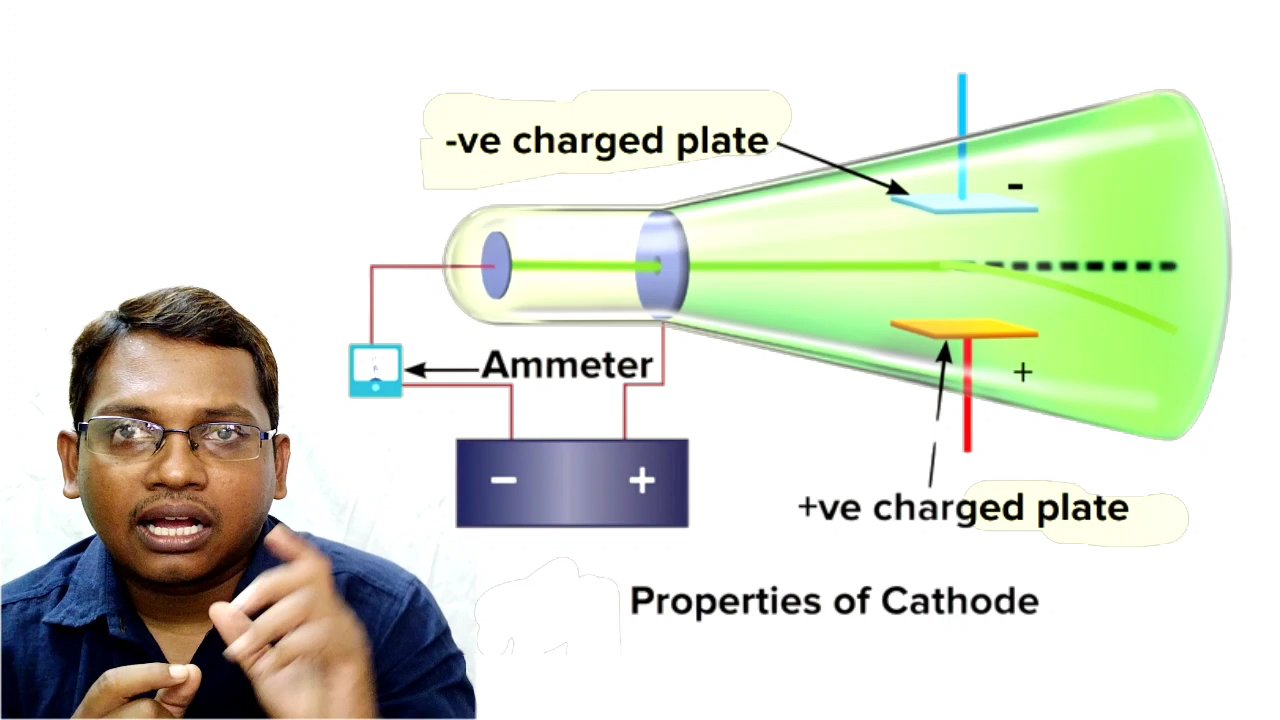 -ve charged plate
-
Ammeter
+
- +
+ve charged plate
Properties of Cathode